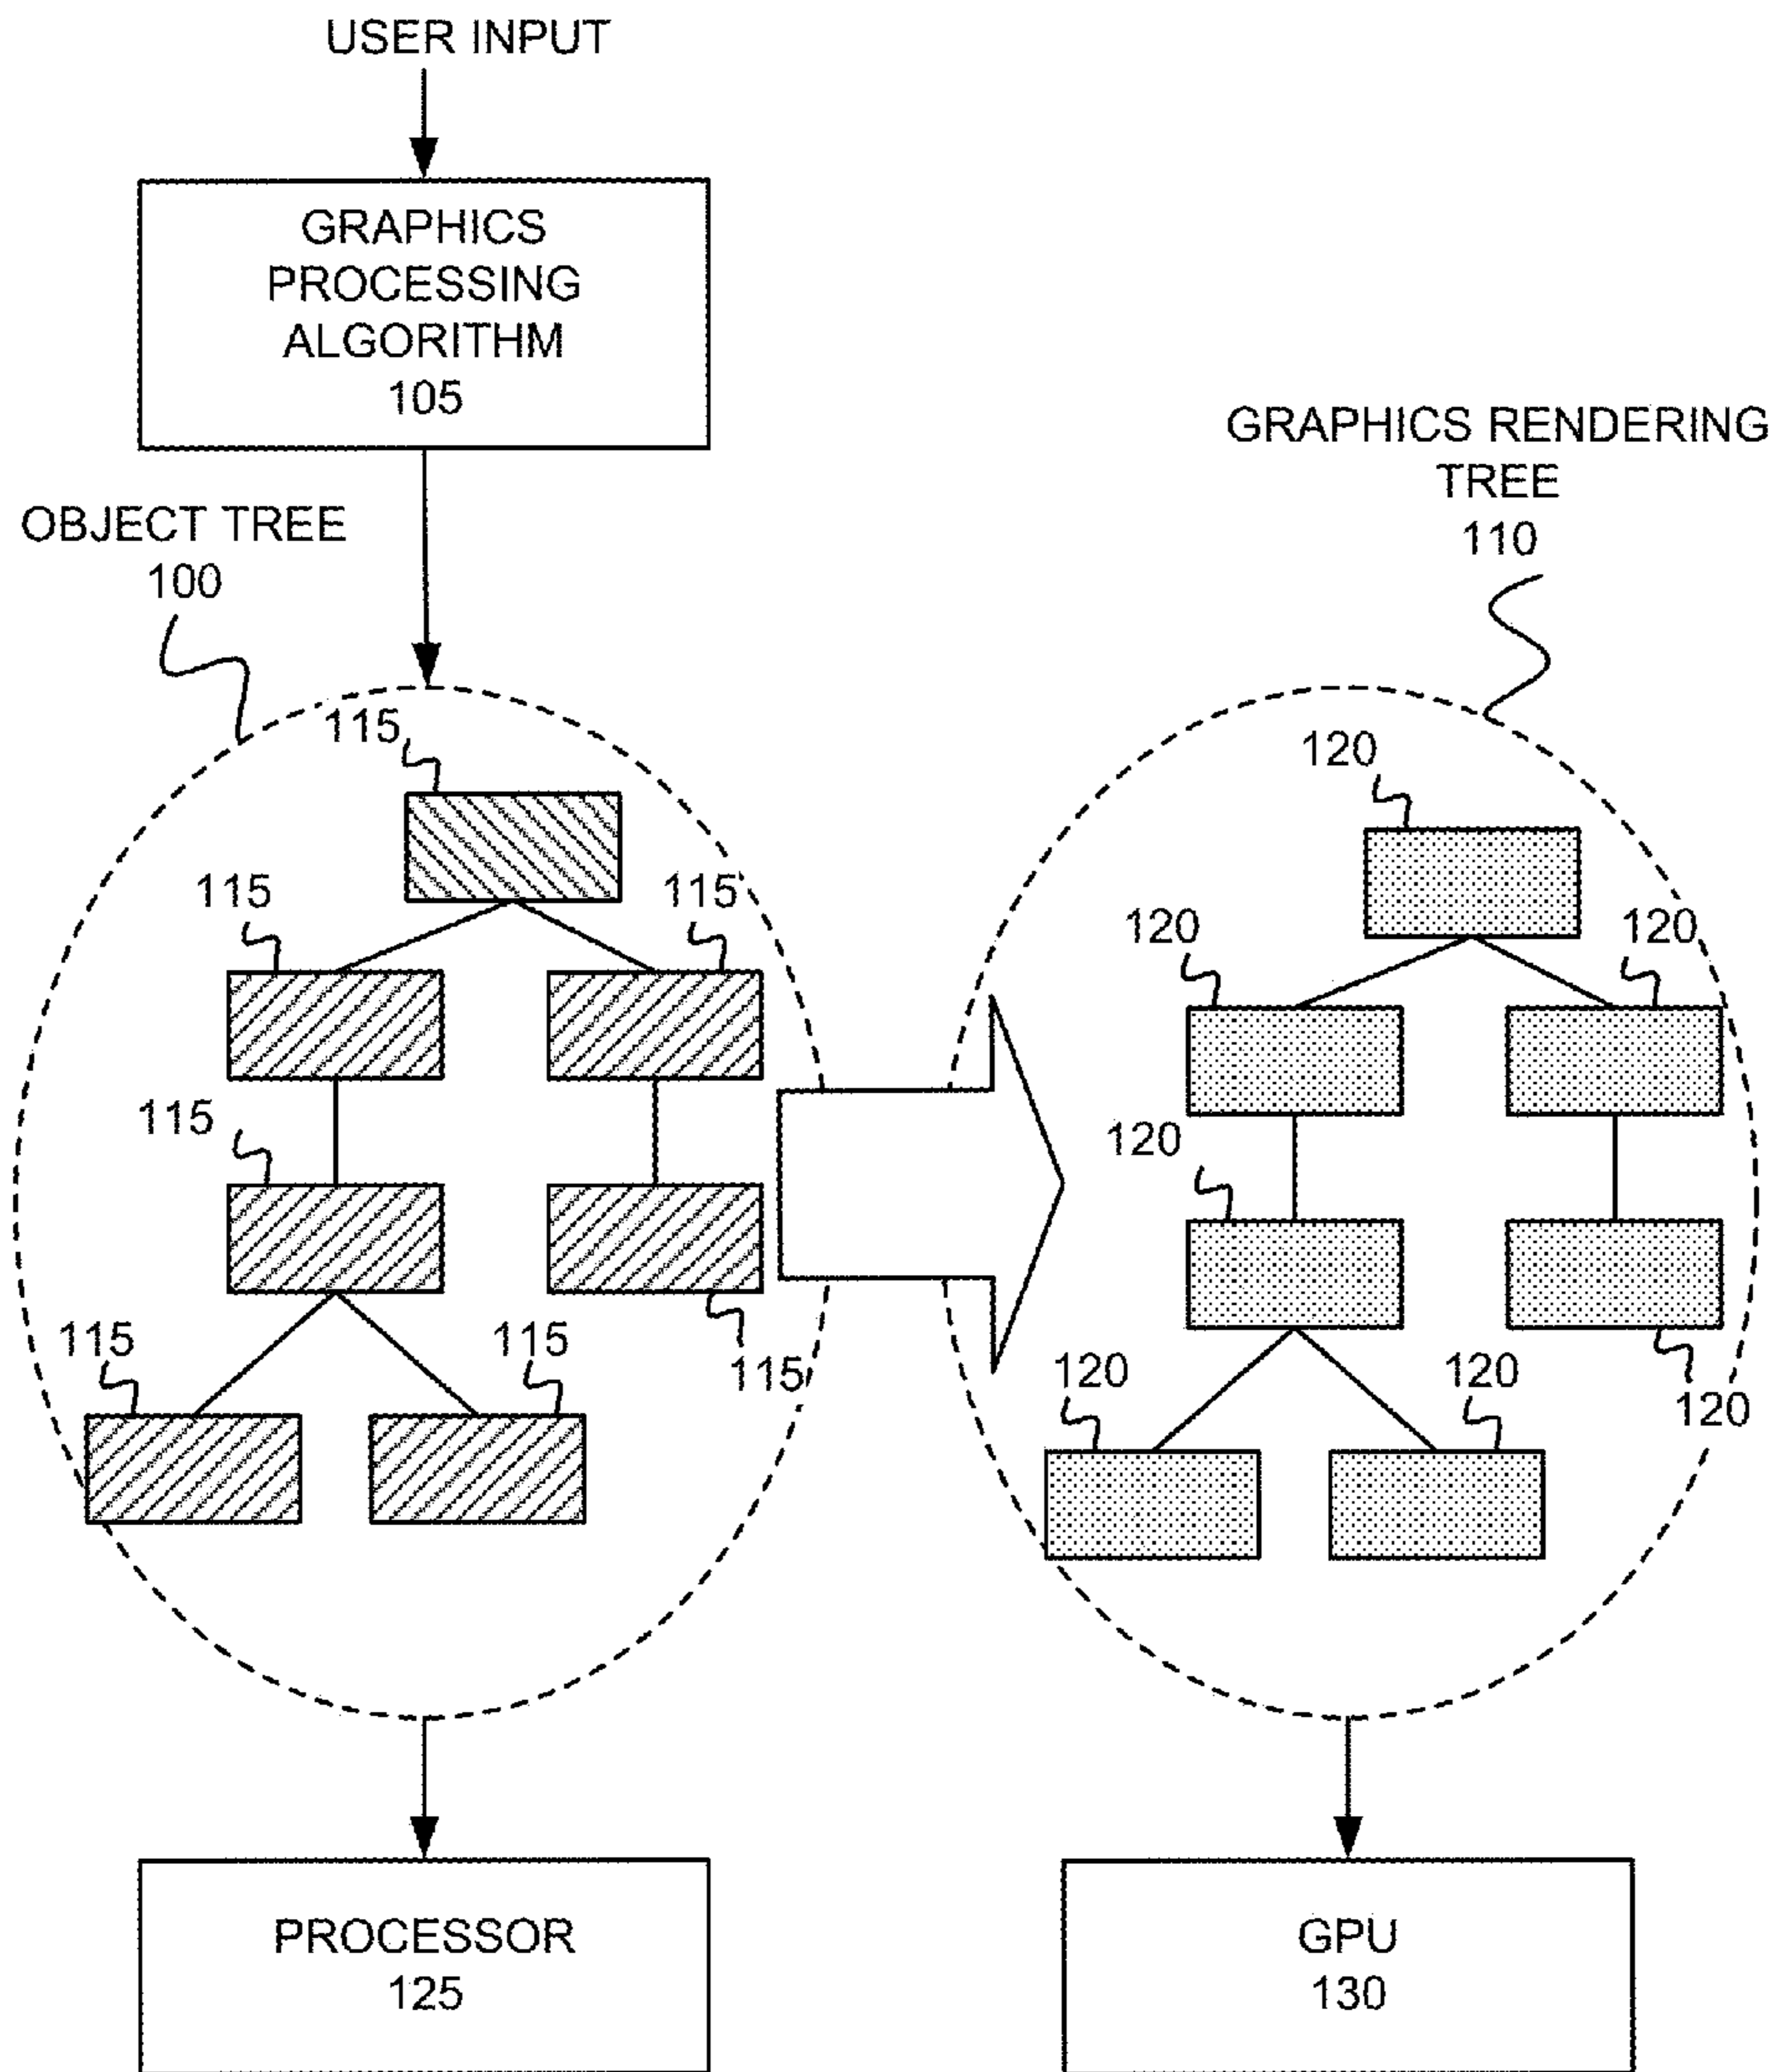 USER INPUT
GRAPHICS
PROCESSING
ALGORITHM
105
GRAPHICS RENDERING
TREE
110
OBJECT TREE
100
115
120
115
115
120
120
115
120
115
115
115
120
120
120
PROCESSOR
125
GPU
130